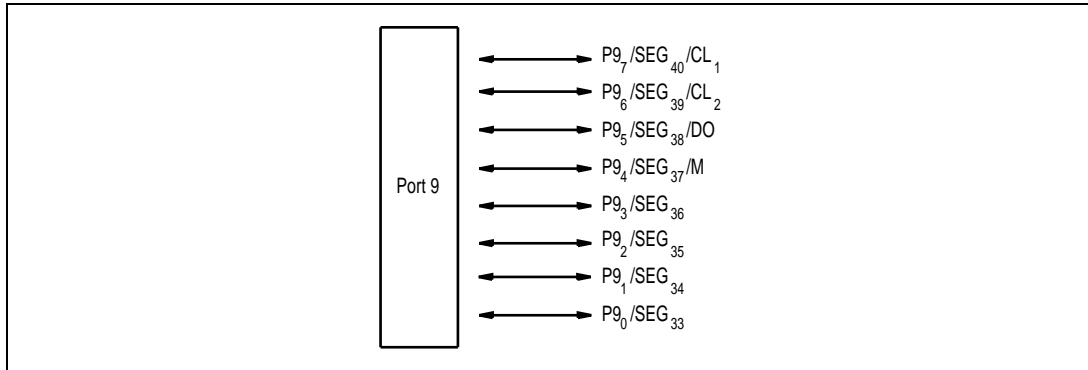 P9₇/SEG₄₀/CL₁
P9₆/SEG₃₉/CL₂
P9₅/SEG₃₈/DO
P9₄/SEG₃₇/M
Port 9
P9₃/SEG₃₆
P9₂/SEG₃₅
P9₁/SEG₃₄
P9₀/SEG₃₃